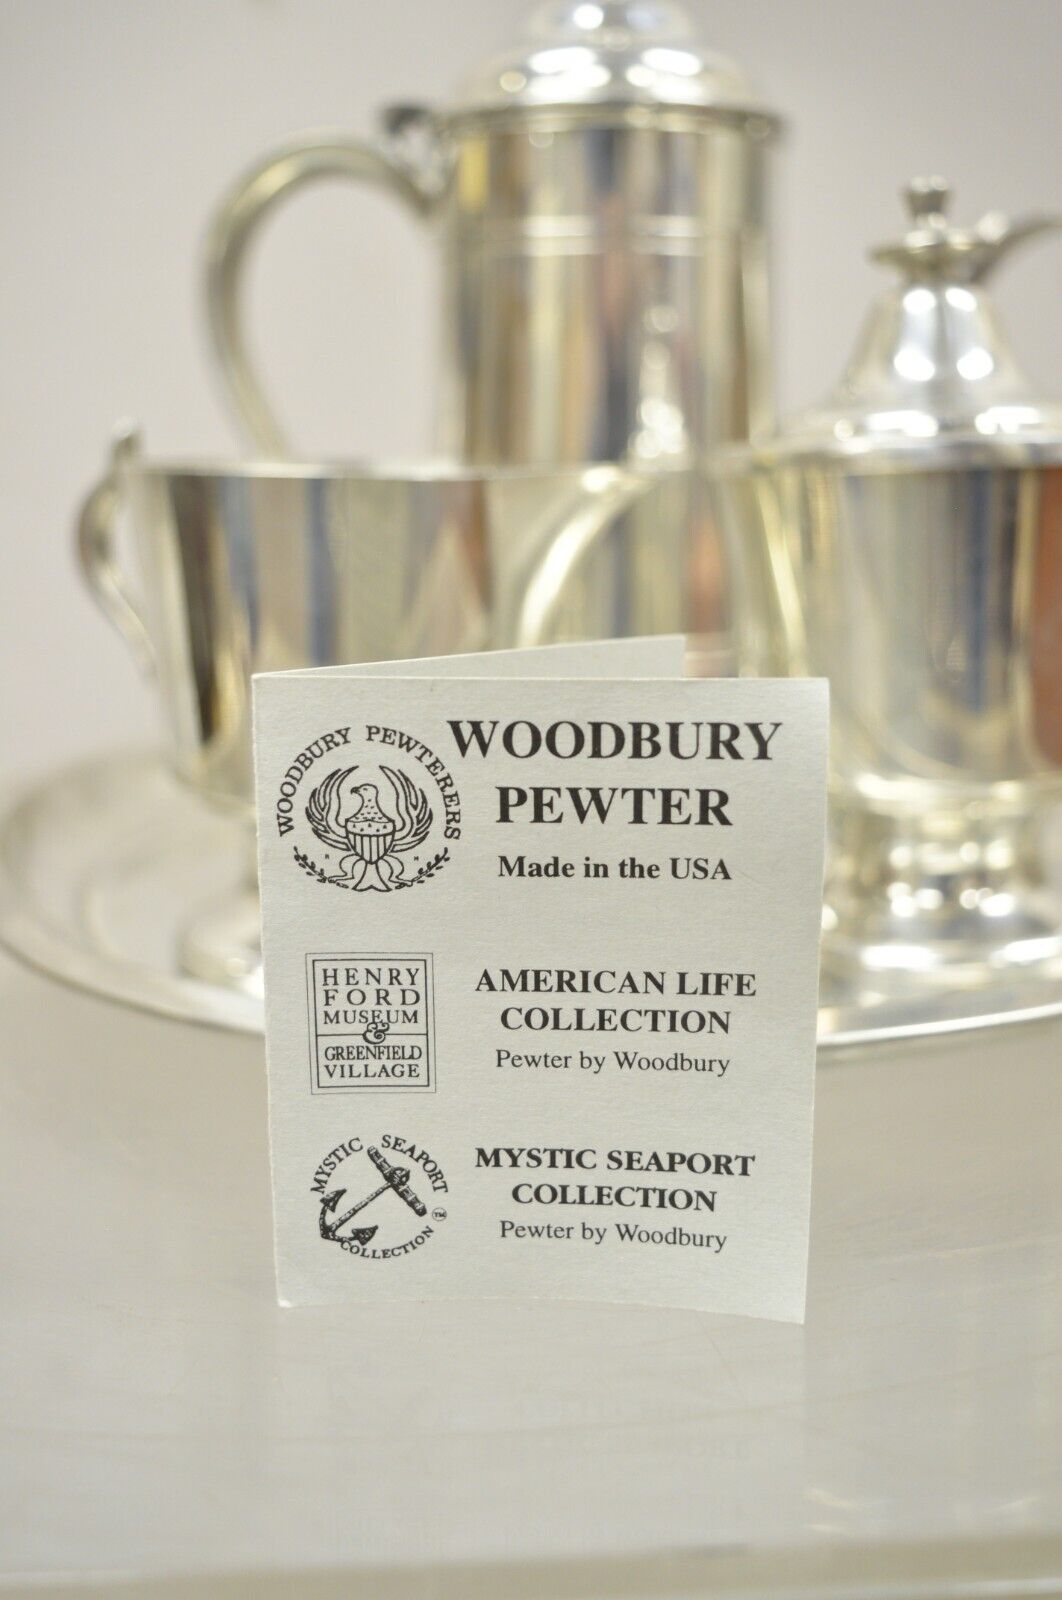 WOODBURY PEWTERERS
WOODBURY
PEWTER
Made in the USA
HENRY
FORD
MUSEUM
&
GREENFIELD
VILLAGE
AMERICAN LIFE
COLLECTION
Pewter by Woodbury
MYSTIC SEAPORT
COLLECTION
TM
MYSTIC SEAPORT
COLLECTION
Pewter by Woodbury